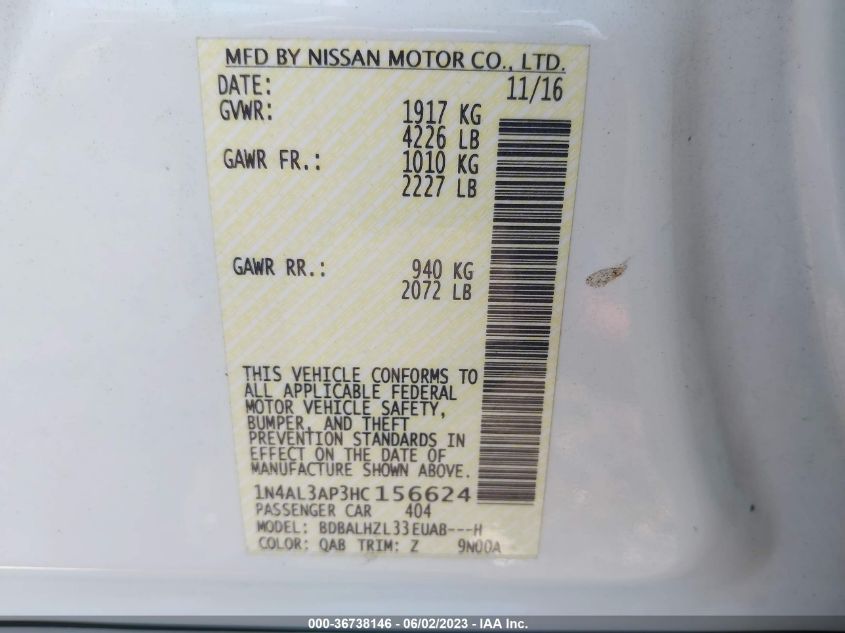 MFD BY NISSAN MOTOR CO., LTD.
DATE: 11/16
GVWR: 1917 KG
4226 LB
GAWR FR.: 1010 KG
2227 LB
GAWR RR.: 940 KG
2072 LB
THIS VEHICLE CONFORMS TO
ALL APPLICABLE FEDERAL
MOTOR VEHICLE SAFETY,
BUMPER, AND THEFT
PREVENTION STANDARDS IN
EFFECT ON THE DATE OF
MANUFACTURE SHOWN ABOVE.
1N4AL3AP3HC156624
PASSENGER CAR 404
MODEL: BDBALHZL33EUAB---H
COLOR: QAB TRIM: Z 9N00A
000-36738146 - 06/02/2023 - IAA Inc.